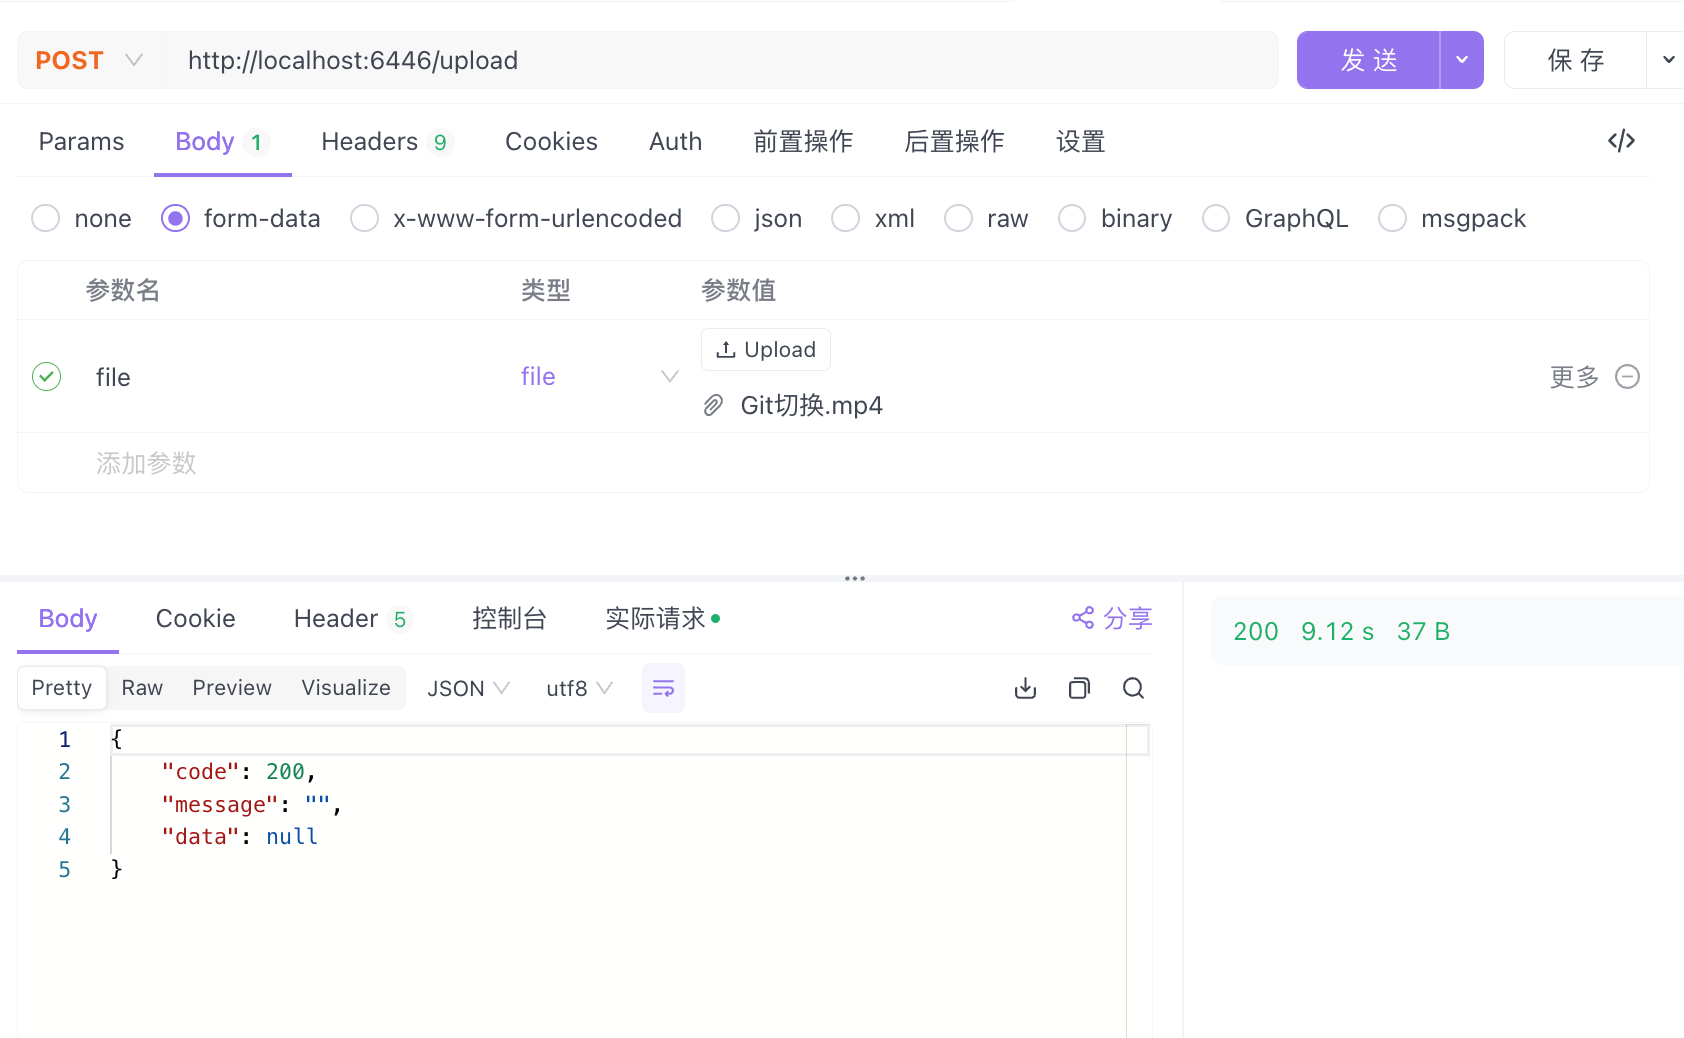 POST http://localhost:6446/upload 发 送 保 存
Params Body 1 Headers 9 Cookies Auth 前置操作 后置操作 设置
none form-data x-www-form-urlencoded json xml raw binary GraphQL msgpack
参数名 类型 参数值
Upload
file file 更多
Git切换.mp4
添加参数
Body Cookie Header 5 控制台 实际请求 分享
200 9.12 s 37 B
Pretty Raw Preview Visualize JSON utf8
1 {
2 "code": 200,
3 "message": "",
4 "data": null
5 }